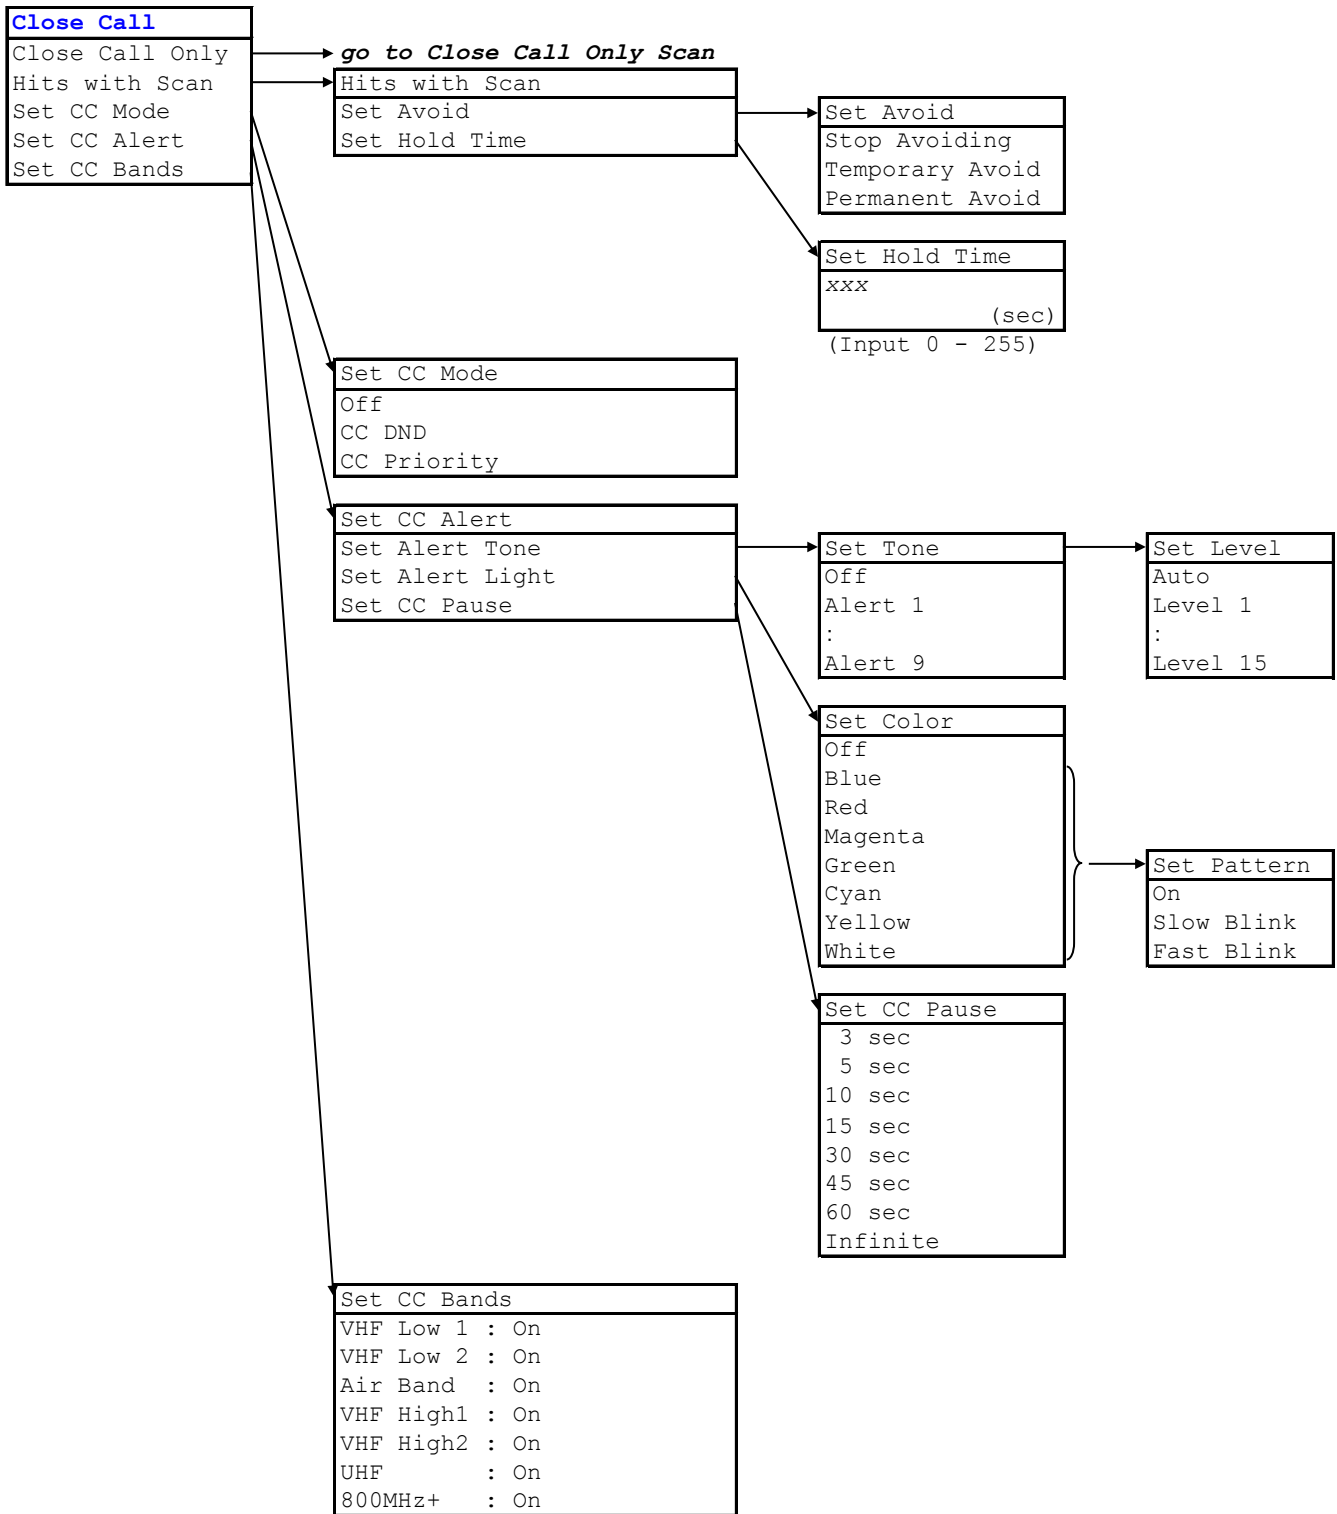 Close Call
Close Call Only
Hits with Scan
Set CC Mode
Set CC Alert
Set CC Bands
go to Close Call Only Scan
Hits with Scan
Set Avoid
Set Hold Time
Set Avoid
Stop Avoiding
Temporary Avoid
Permanent Avoid
Set Hold Time
xxx
(sec)
(Input 0 - 255)
Set CC Mode
Off
CC DND
CC Priority
Set CC Alert
Set Alert Tone
Set Alert Light
Set CC Pause
Set Tone
Off
Alert 1
:
Alert 9
Set Level
Auto
Level 1
:
Level 15
Set Color
Off
Blue
Red
Magenta
Green
Cyan
Yellow
White
Set Pattern
On
Slow Blink
Fast Blink
Set CC Pause
3 sec
5 sec
10 sec
15 sec
30 sec
45 sec
60 sec
Infinite
Set CC Bands
VHF Low 1 : On
VHF Low 2 : On
Air Band : On
VHF High1 : On
VHF High2 : On
UHF : On
800MHz+ : On